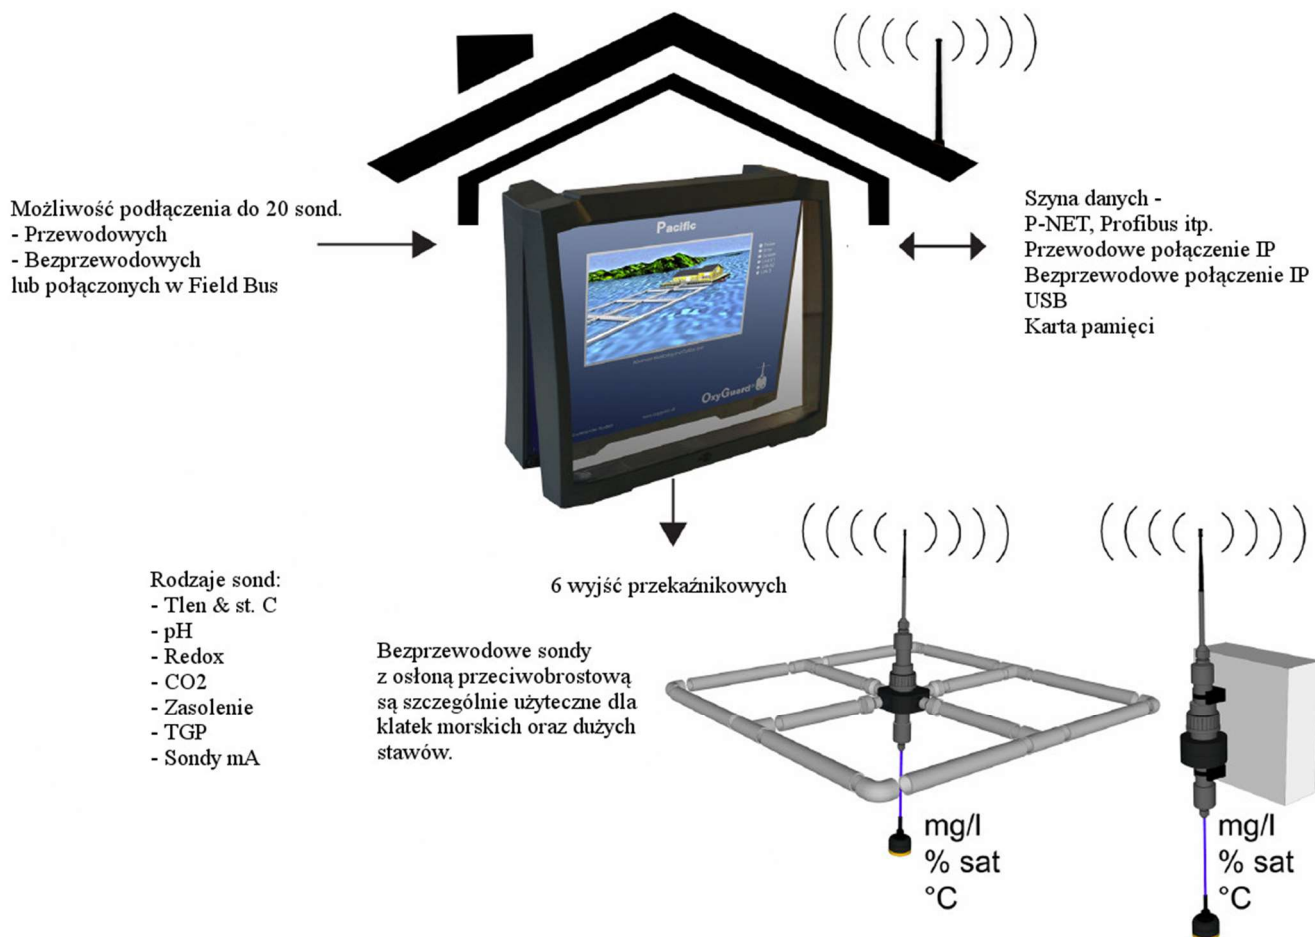 Możliwość podłączenia do 20 sond.
- Przewodowych
- Bezprzewodowych
lub połączonych w Field Bus
Pacific
OxyGuard
Szyna danych -
P-NET, Profibus itp.
Przewodowe połączenie IP
Bezprzewodowe połączenie IP
USB
Karta pamięci
6 wyjść przekaźnikowych
Rodzaje sond:
- Tlen & st. C
- pH
- Redox
- CO2
- Zasolenie
- TGP
- Sondy mA
Bezprzewodowe sondy
z osłoną przeciwobrostową
są szczególnie użyteczne dla
klatek morskich oraz dużych
stawów.
mg/l
% sat
°C
mg/l
% sat
°C